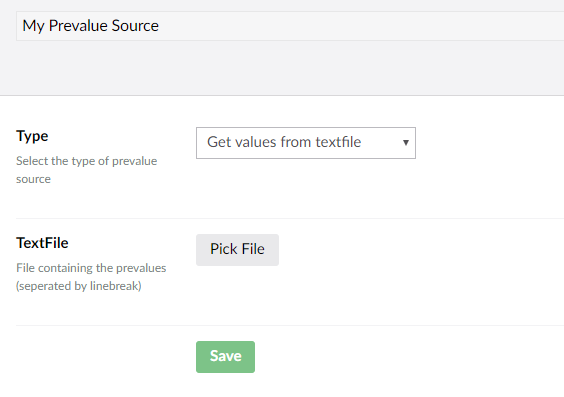 My Prevalue Source
Type
Get values from textfile
Select the type of prevalue
source
TextFile
Pick File
File containing the prevalues
(seperated by linebreak)
Save